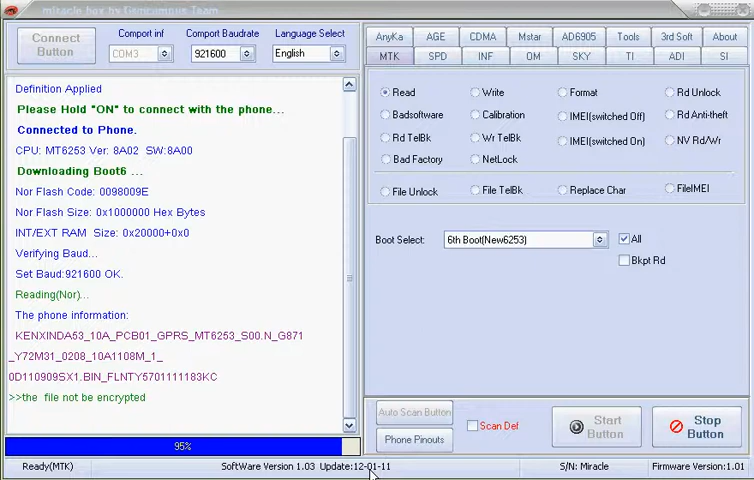 miracle box by Gsmcumpus Team
Connect Button
Comport inf
COM3
Comport Baudrate
921600
Language Select
English
Definition Applied
Please Hold "ON" to connect with the phone...
Connected to Phone.
CPU: MT6253 Ver: 8A02 SW:8A00
Downloading Boot6 ...
Nor Flash Code: 0098009E
Nor Flash Size: 0x1000000 Hex Bytes
INT/EXT RAM Size: 0x20000+0x0
Verifying Baud...
Set Baud:921600 OK.
Reading(Nor)...
The phone information:
KENXINDA53_10A_PCB01_GPRS_MT6253_S00.N_G871
_Y72M31_0208_10A1108M_1_
0D110909SX1.BIN_FLNTY5701111183KC
>>the file not be encrypted
95%
AnyKa AGE CDMA Mstar AD6905 Tools 3rd Soft About
MTK SPD INF OM SKY TI ADI SI
Read Write Format Rd Unlock
Badsoftware Calibration IMEI(switched Off) Rd Anti-theft
Rd TelBk Wr TelBk IMEI(switched On) NV Rd/Wr
Bad Factory NetLock
File Unlock File TelBk Replace Char FileIMEI
Boot Select: 6th Boot(New6253) All
Bkpt Rd
Auto Scan Button
Phone Pinouts
Scan Def
Start Button
Stop Button
Ready(MTK) SoftWare Version 1.03 Update:12-01-11 S/N: Miracle Firmware Version:1.01